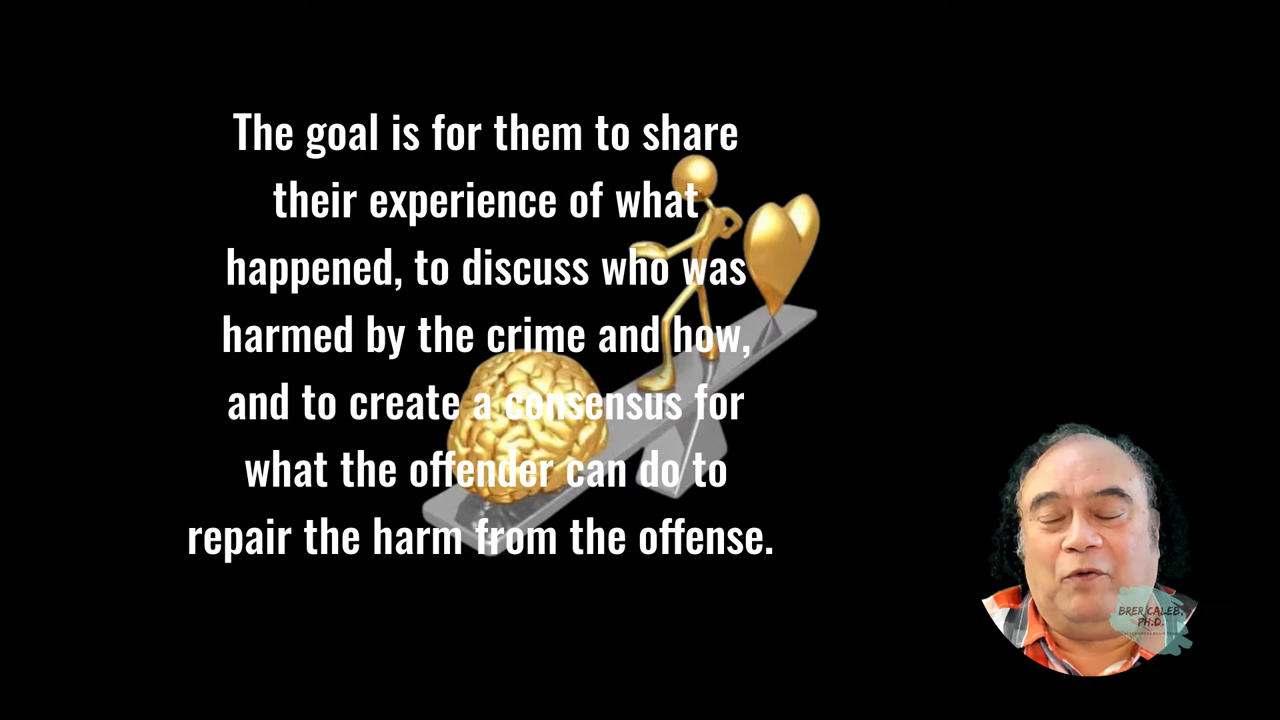 The goal is for them to share
their experience of what
happened, to discuss who was
harmed by the crime and how,
and to create a consensus for
what the offender can do to
repair the harm from the offense.
BRER CALEB,
PH.D.